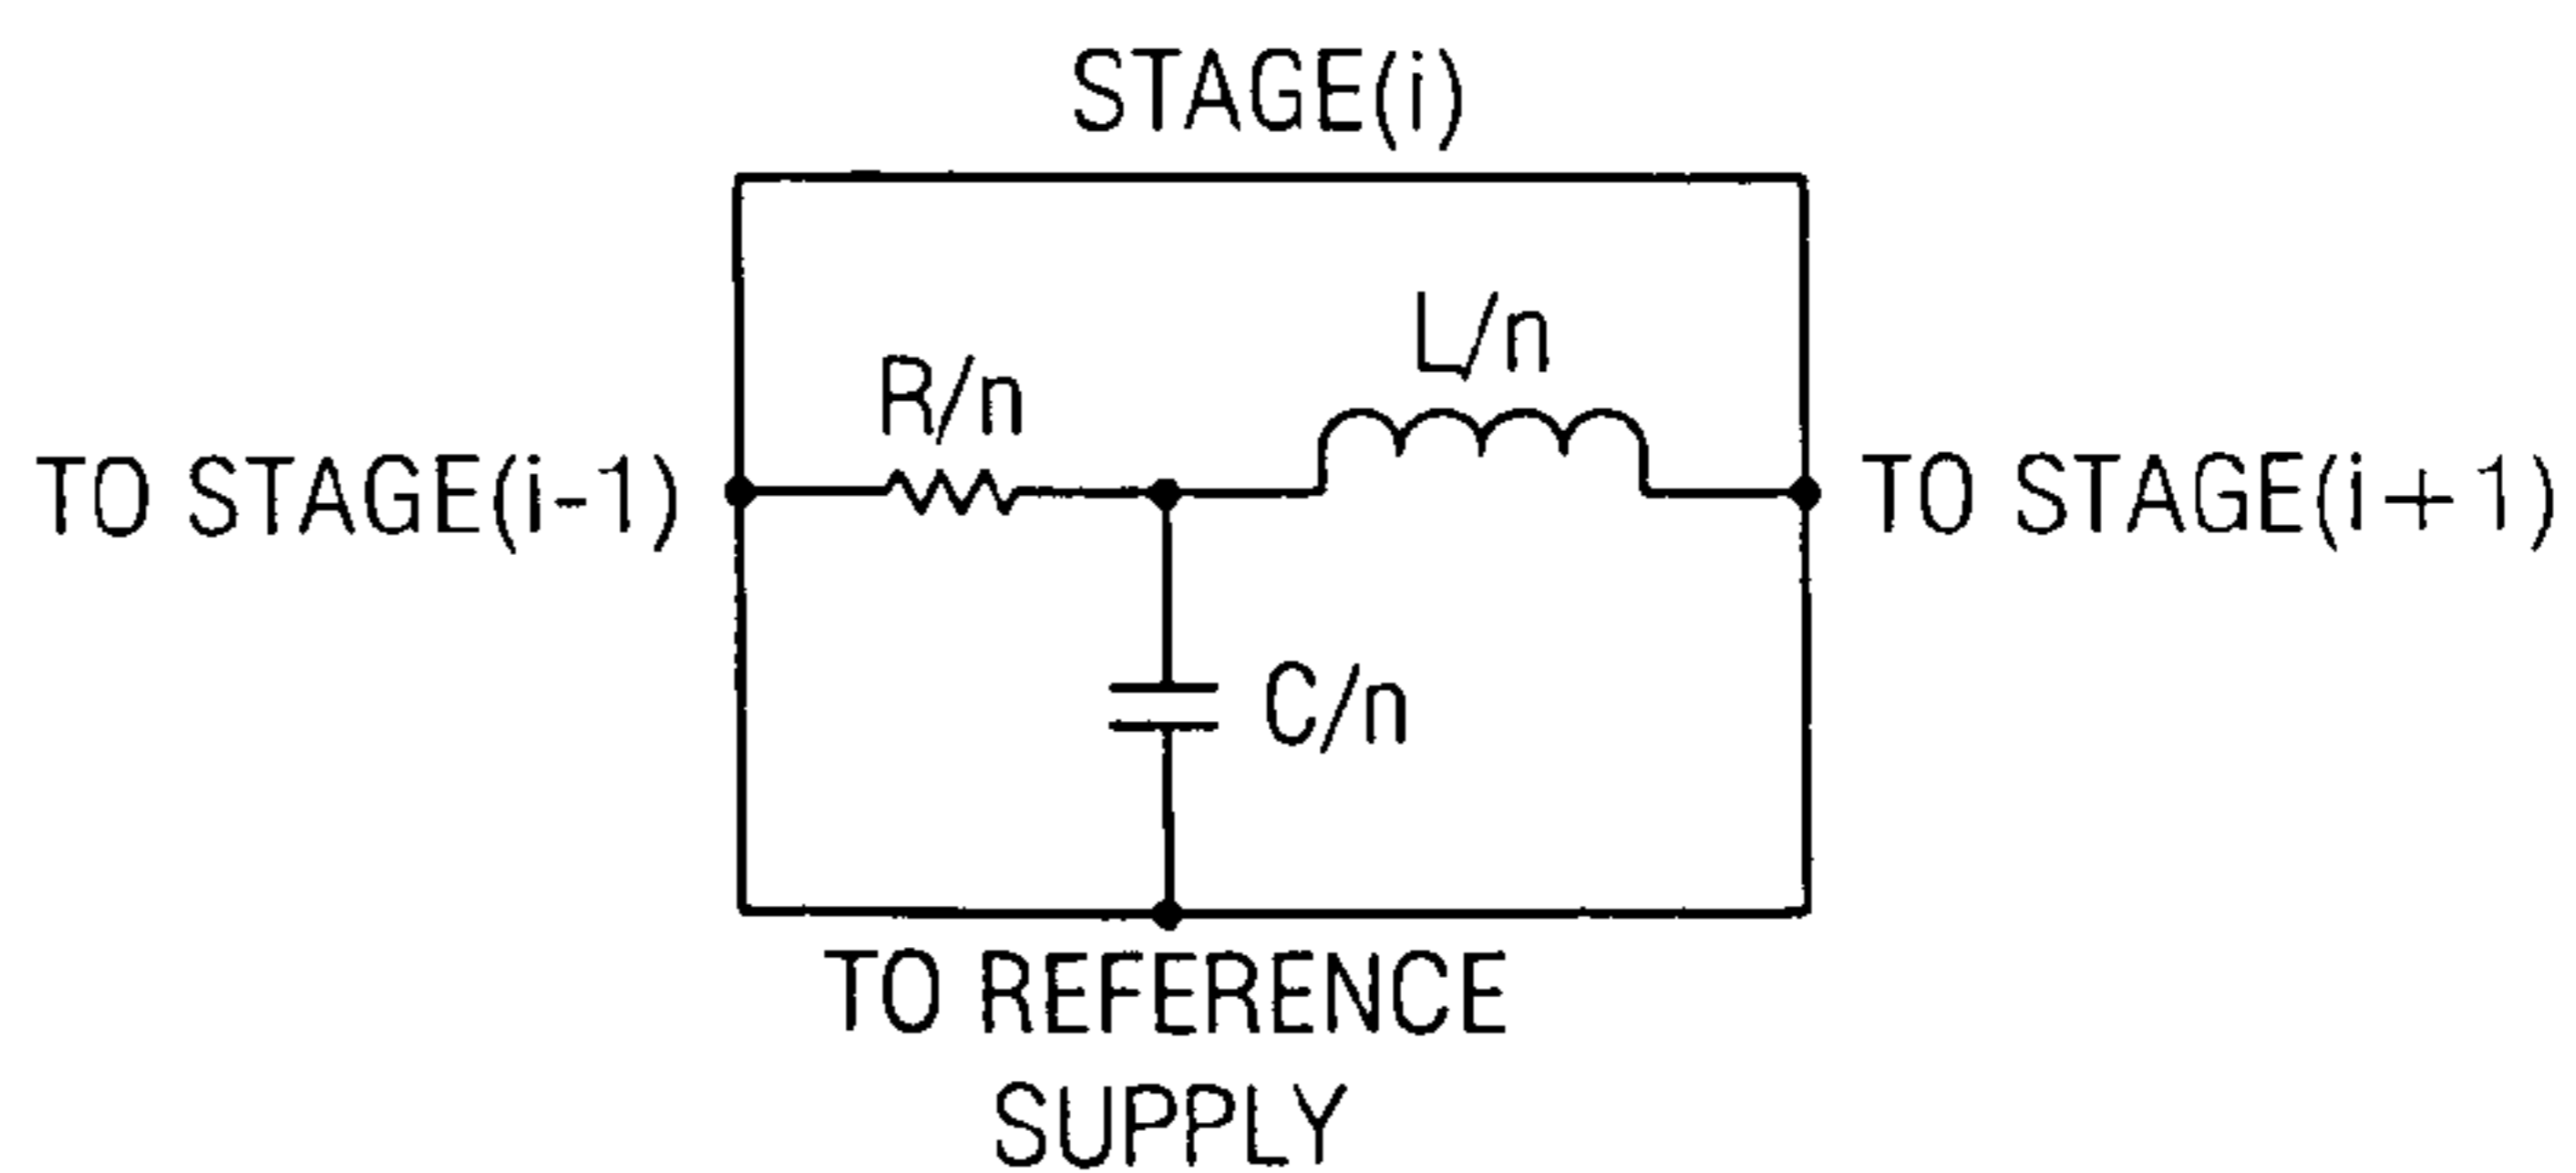 STAGE(i)
L/n
R/n
TO STAGE(i-1)
TO STAGE(i+1)
C/n
TO REFERENCE
SUPPLY